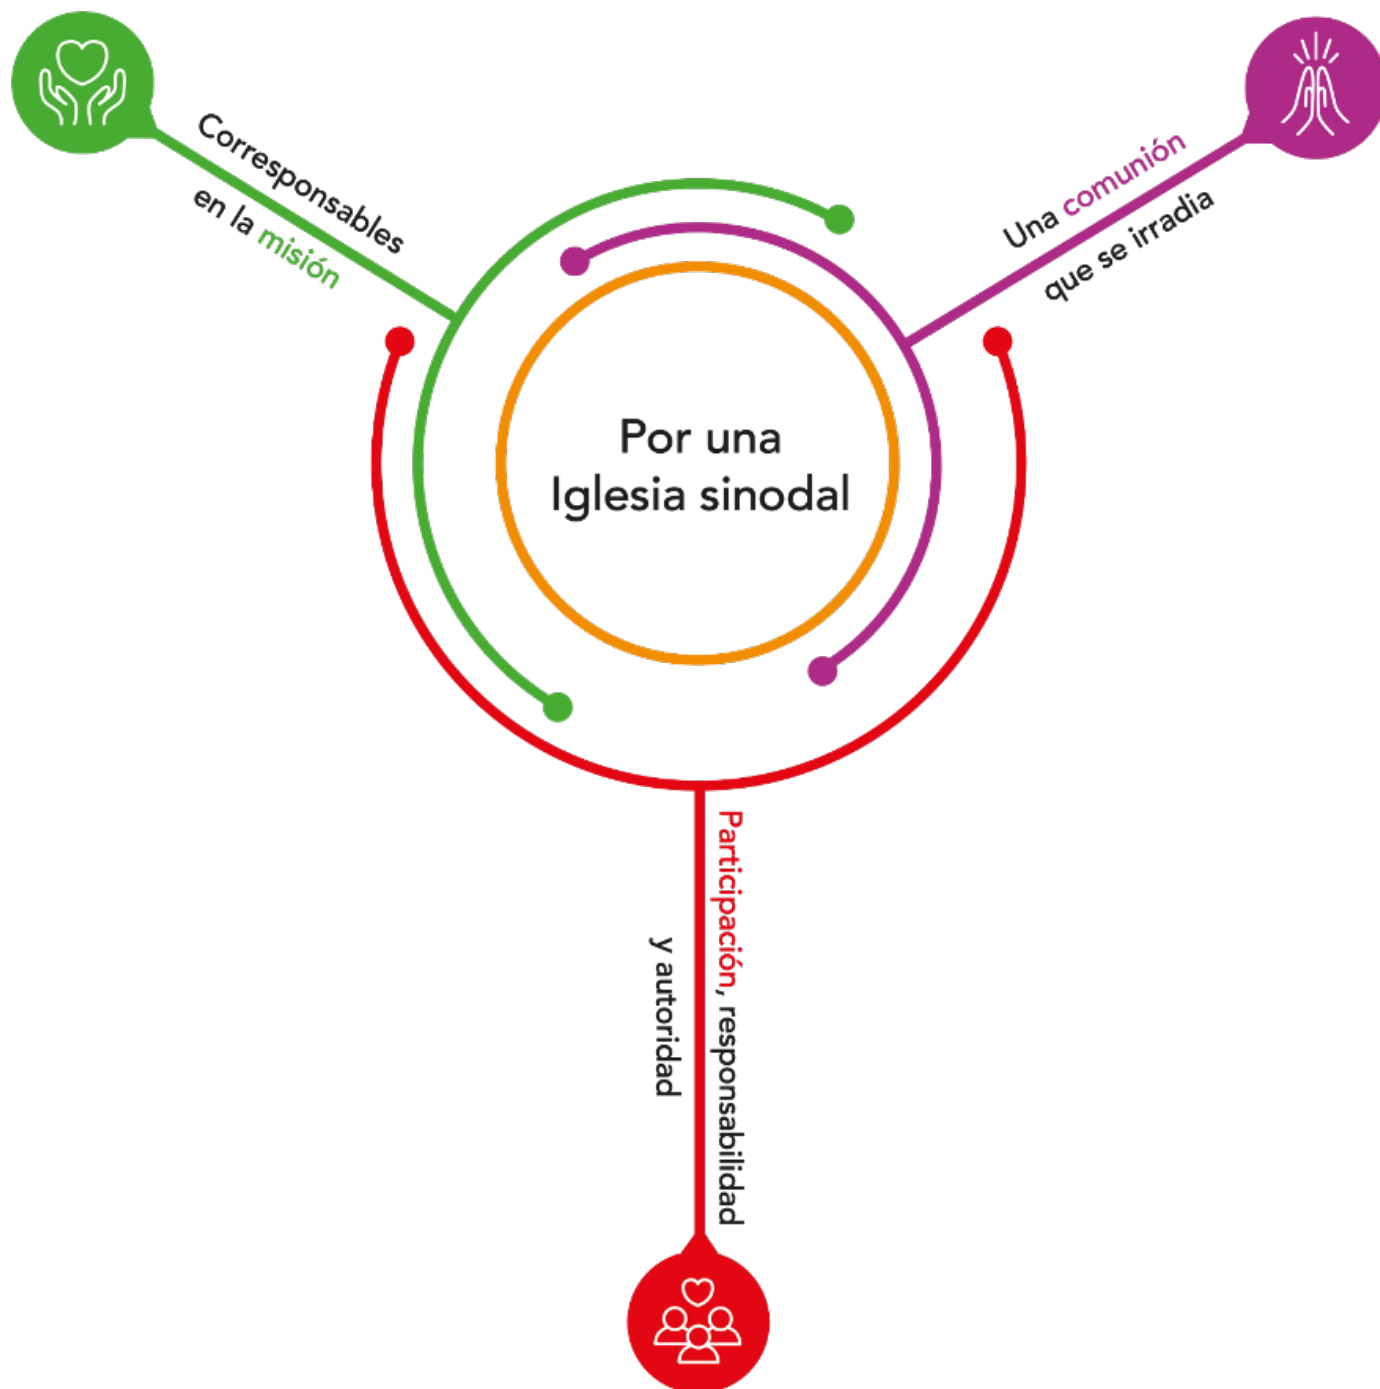 Corresponsables
en la misión
Una comunión
que se irradia
Por una
Iglesia sinodal
Participación, responsabilidad
y autoridad